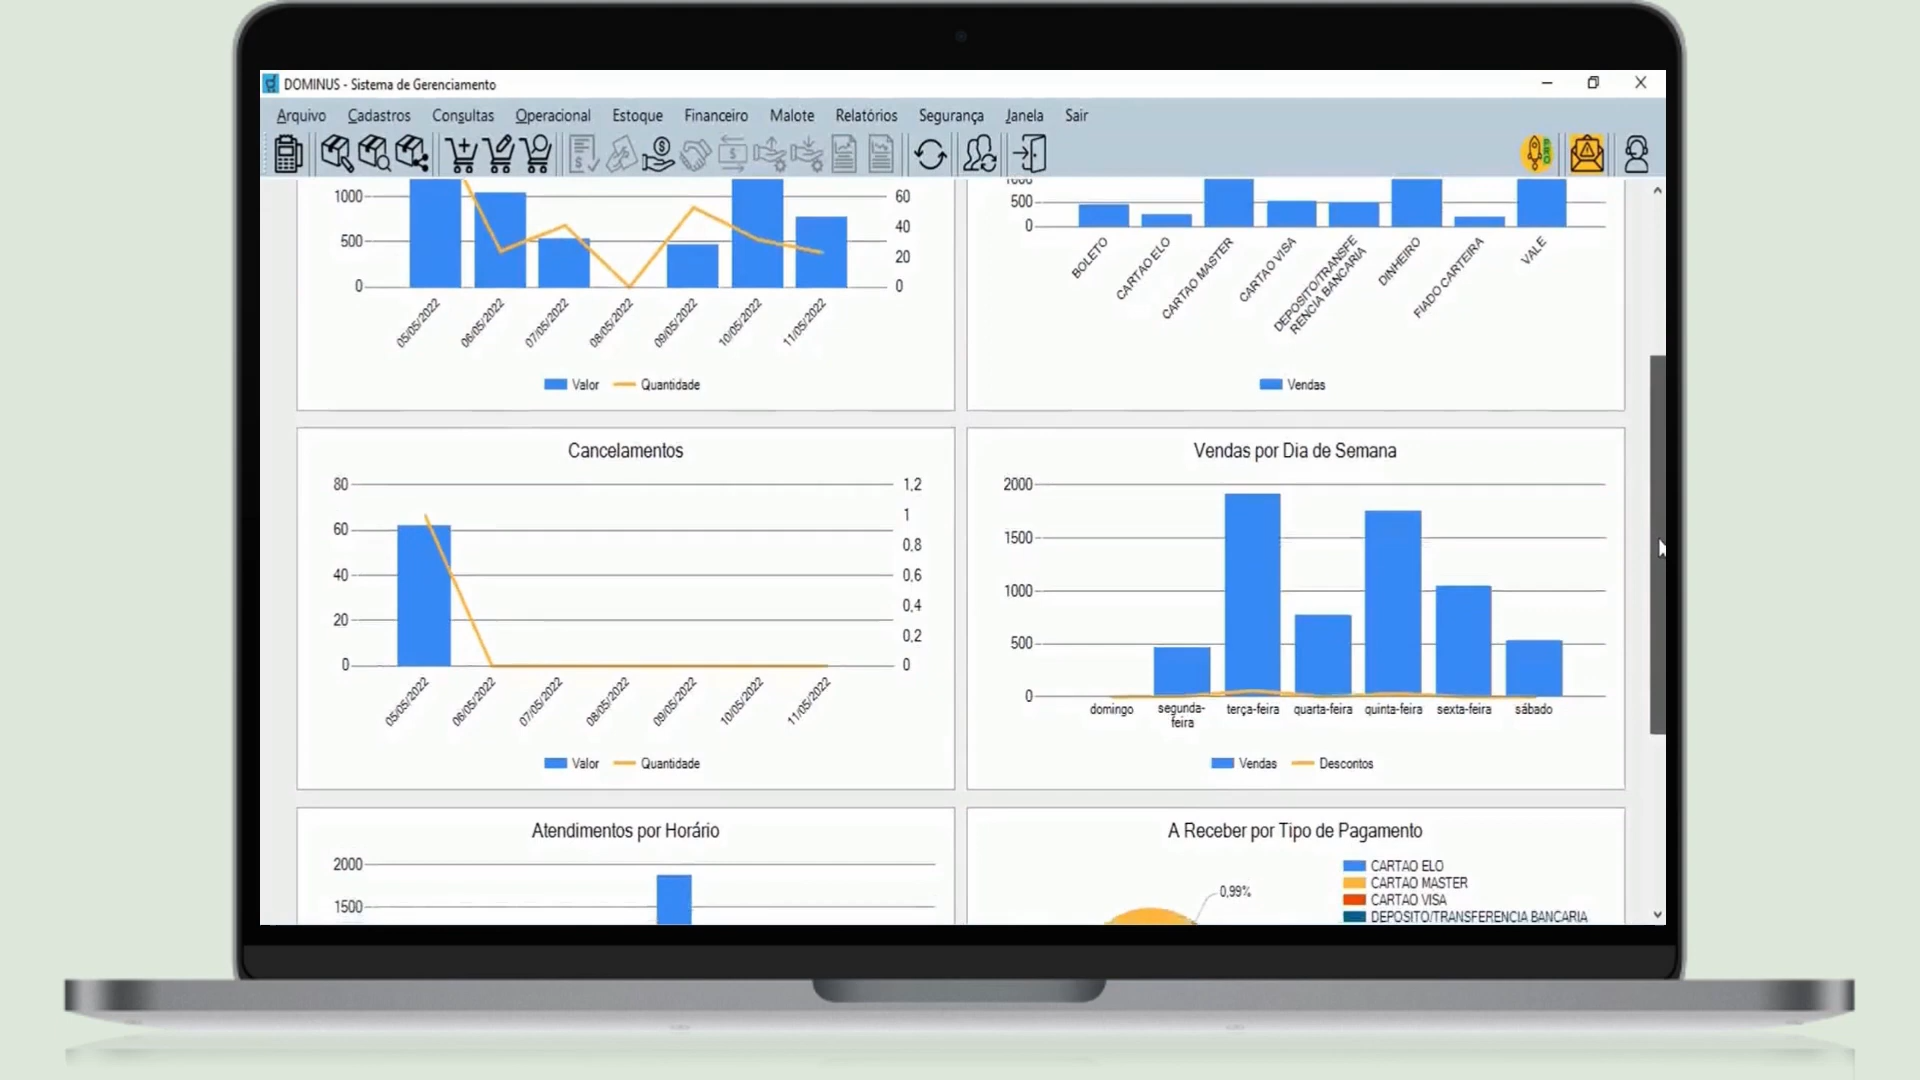 DOMINUS - Sistema de Gerenciamento
Arquivo Cadastros Consultas Operacional Estoque Financeiro Malote Relatórios Segurança Janela Sair
1000
500
0
60
40
20
0
05/05/2022 06/05/2022 07/05/2022 08/05/2022 09/05/2022 10/05/2022 11/05/2022
Valor Quantidade
1000
500
0
BOLETO
CARTAO ELO
CARTAO MASTER
CARTAO VISA
DEPOSITO/TRANSFE
RENCIA BANCARIA
DINHEIRO
FIADO CARTEIRA
VALE
Vendas
Cancelamentos
80
60
40
20
0
1,2
1
0,8
0,6
0,4
0,2
0
05/05/2022 06/05/2022 07/05/2022 08/05/2022 09/05/2022 10/05/2022 11/05/2022
Valor Quantidade
Vendas por Dia de Semana
2000
1500
1000
500
0
domingo segunda- terça-feira quarta-feira quinta-feira sexta-feira sábado
feira
Vendas Descontos
Atendimentos por Horário
2000
1500
A Receber por Tipo de Pagamento
0,99%
CARTAO ELO
CARTAO MASTER
CARTAO VISA
DEPOSITO/TRANSFERENCIA BANCARIA